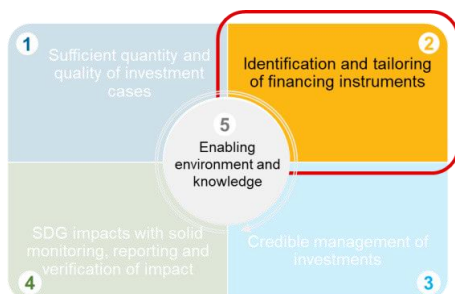 1
Sufficient quantity and
quality of investment
cases
2
Identification and tailoring
of financing instruments
5
Enabling
environment and
knowledge
SDG impacts with solid
monitoring, reporting and
verification of impact
4
Credible management of
investments
3